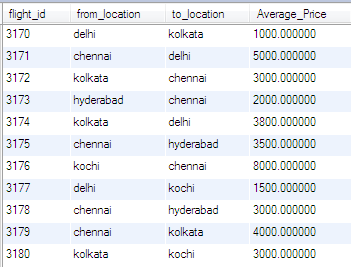 flight_id from_location to_location Average_Price
3170 delhi kolkata 1000.000000
3171 chennai delhi 5000.000000
3172 kolkata chennai 3000.000000
3173 hyderabad chennai 2000.000000
3174 kolkata delhi 3800.000000
3175 chennai hyderabad 3500.000000
3176 kochi chennai 8000.000000
3177 delhi kochi 1500.000000
3178 chennai hyderabad 3000.000000
3179 chennai kolkata 4000.000000
3180 kolkata kochi 3000.000000